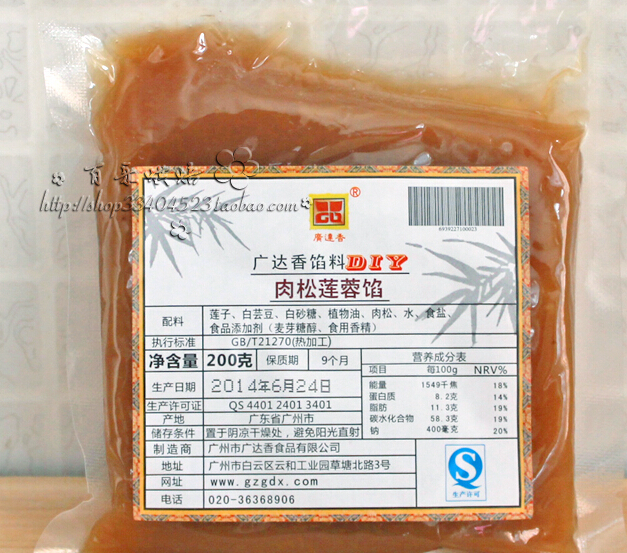 百年烘焙
http://shop33404523.taobao.com
®
6939227100023
廣達香
广达香馅料DIY
肉松莲蓉馅
配料 莲子、白芸豆、白砂糖、植物油、肉松、水、食盐、
食品添加剂（麦芽糖醇、食用香精）
执行标准 GB/T21270(热加工)
净含量 200克 保质期 9个月
生产日期 2014年6月24日
生产许可证 QS 4401 2401 3401
产地 广东省广州市
储存条件 置于阴凉干燥处，避免阳光直射
制造商 广州市广达香食品有限公司
地址 广州市白云区云和工业园草塘北路3号
网址 www.gzgdx.com
电话 020-36368906
营养成分表
项目 每100g NRV%
能量 1549千焦 18%
蛋白质 8.2克 14%
脂肪 11.3克 19%
碳水化合物 58.3克 19%
钠 400毫克 20%
QS
生产许可